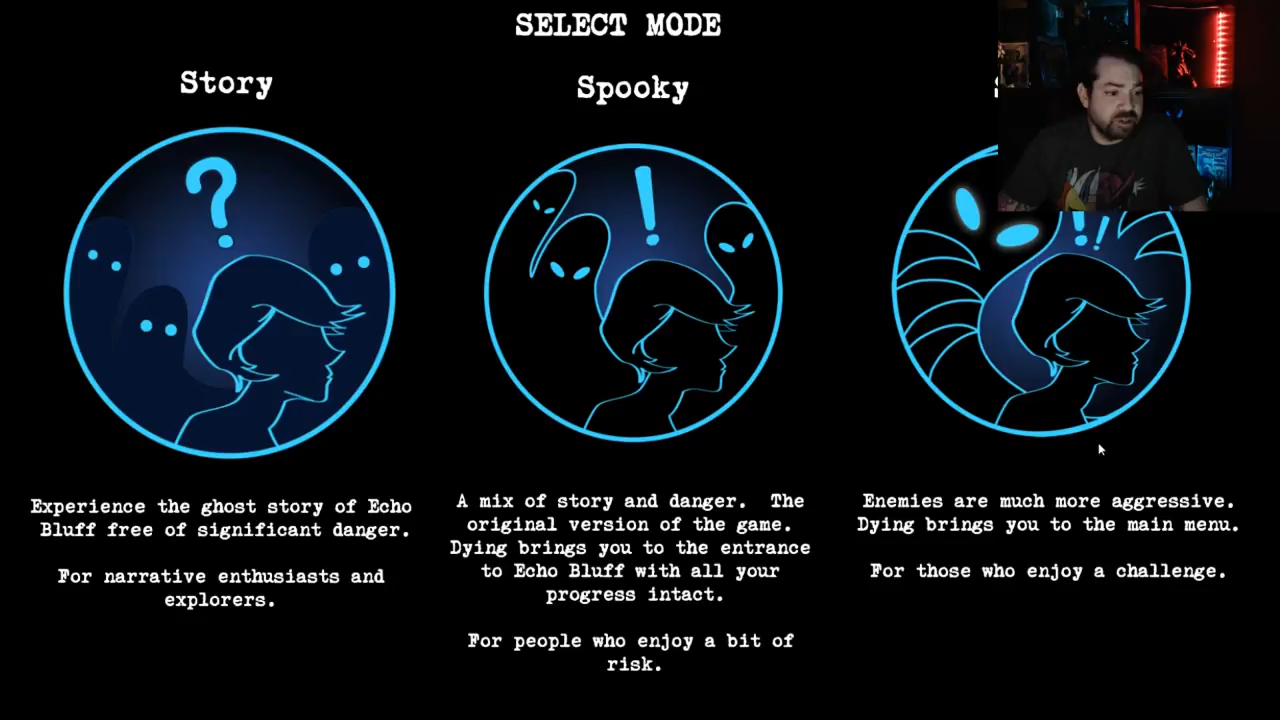 SELECT MODE
Story
Experience the ghost story of Echo
Bluff free of significant danger.
For narrative enthusiasts and
explorers.
Spooky
A mix of story and danger. The
original version of the game.
Dying brings you to the entrance
to Echo Bluff with all your
progress intact.
For people who enjoy a bit of
risk.
Enemies are much more aggressive.
Dying brings you to the main menu.
For those who enjoy a challenge.